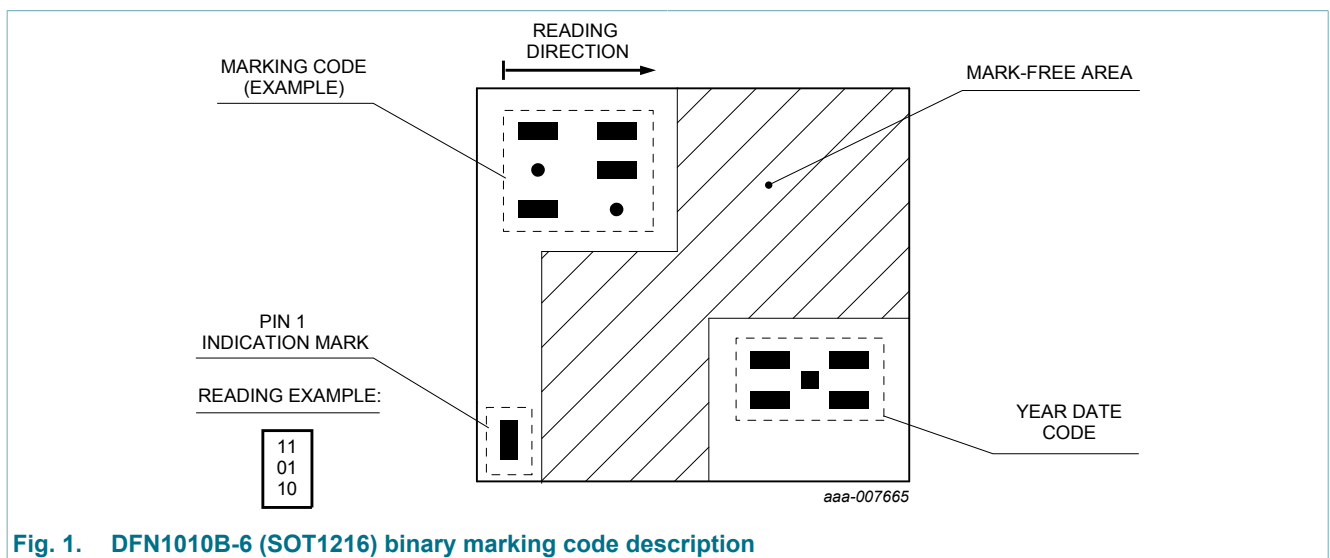 READING
DIRECTION
MARKING CODE
(EXAMPLE)
MARK-FREE AREA
PIN 1
INDICATION MARK
READING EXAMPLE:
11
01
10
YEAR DATE
CODE
aaa-007665
Fig. 1. DFN1010B-6 (SOT1216) binary marking code description